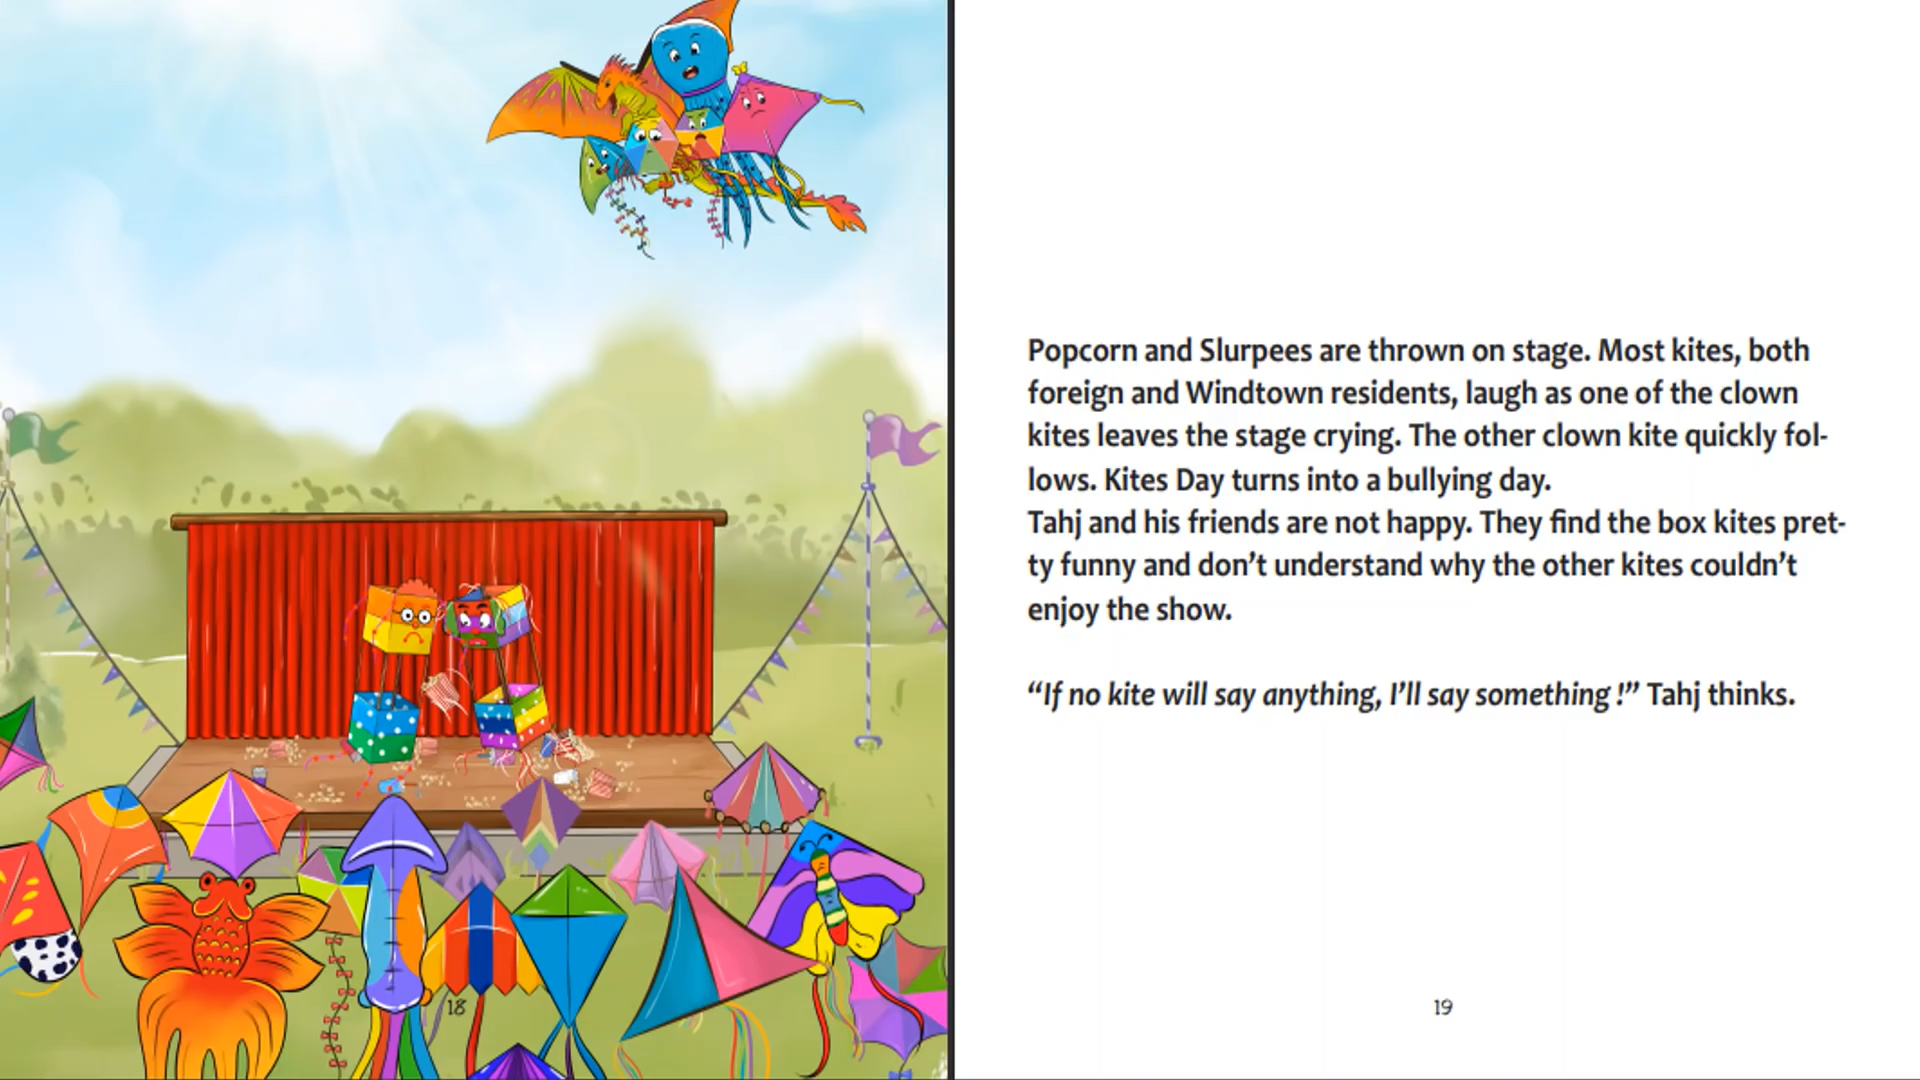 18
Popcorn and Slurpees are thrown on stage. Most kites, both
foreign and Windtown residents, laugh as one of the clown
kites leaves the stage crying. The other clown kite quickly fol-
lows. Kites Day turns into a bullying day.
Tahj and his friends are not happy. They find the box kites pret-
ty funny and don’t understand why the other kites couldn’t
enjoy the show.
“If no kite will say anything, I’ll say something !” Tahj thinks.
19